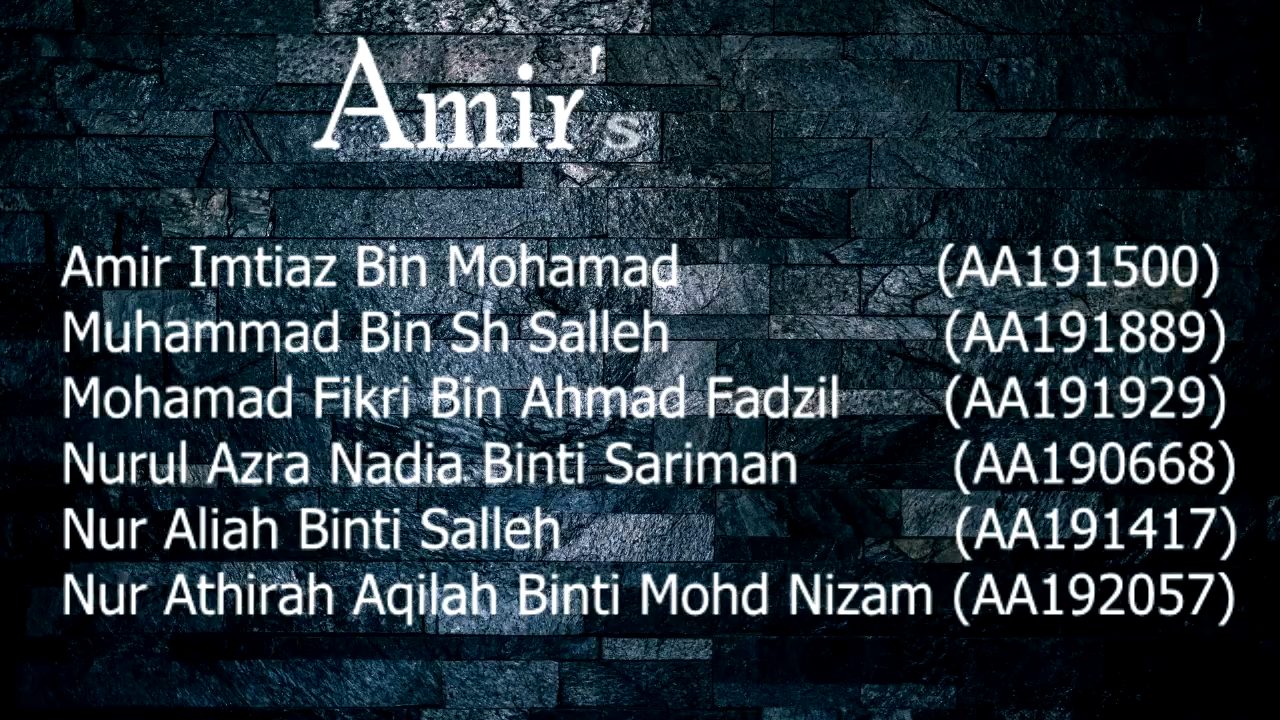 Amir's
Amir Imtiaz Bin Mohamad (AA191500)
Muhammad Bin Sh Salleh (AA191889)
Mohamad Fikri Bin Ahmad Fadzil (AA191929)
Nurul Azra Nadia Binti Sariman (AA190668)
Nur Aliah Binti Salleh (AA191417)
Nur Athirah Aqilah Binti Mohd Nizam (AA192057)